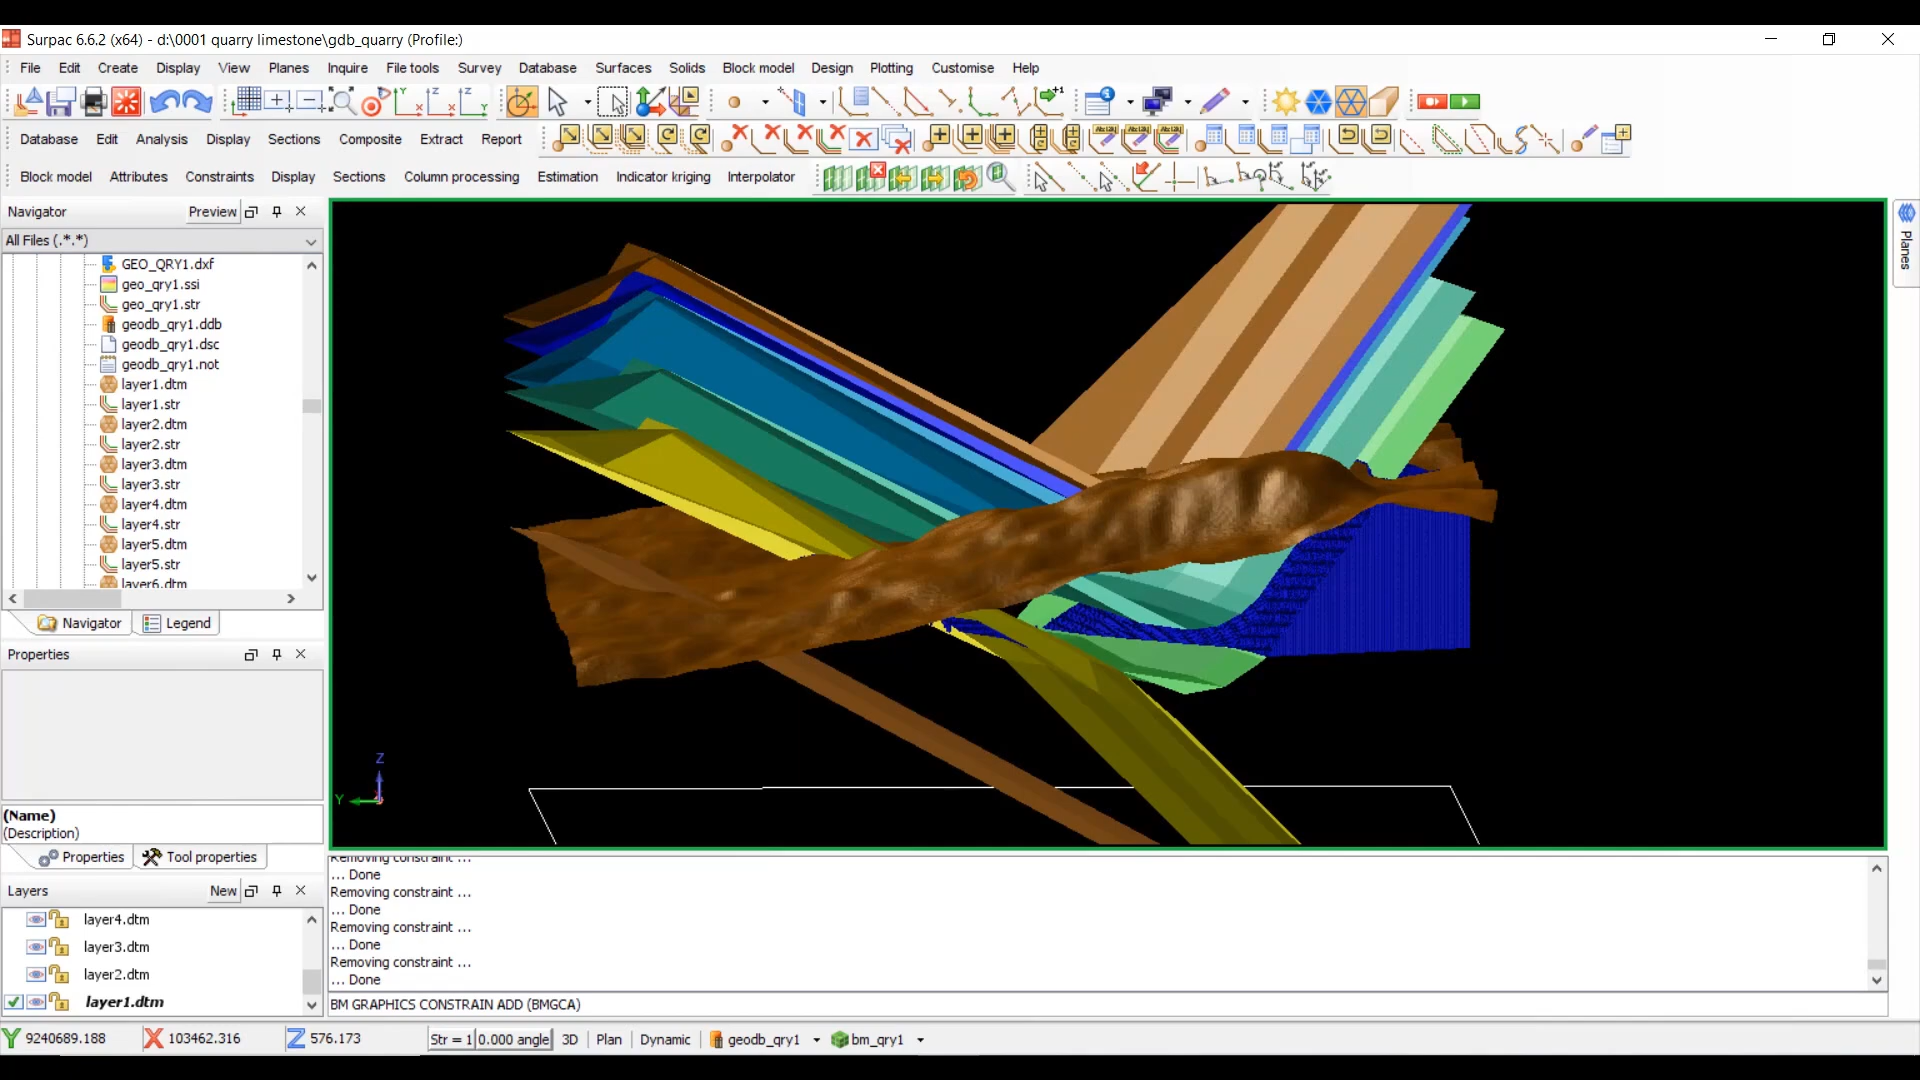 Surpac 6.6.2 (x64) - d:\0001 quarry limestone\gdb_quarry (Profile:)
File Edit Create Display View Planes Inquire File tools Survey Database Surfaces Solids Block model Design Plotting Customise Help
Database Edit Analysis Display Sections Composite Extract Report
Block model Attributes Constraints Display Sections Column processing Estimation Indicator kriging Interpolator
Navigator Preview
All Files (.*.*)
GEO_QRY1.dxf
geo_qry1.ssi
geo_qry1.str
geodb_qry1.ddb
geodb_qry1.dsc
geodb_qry1.not
layer1.dtm
layer1.str
layer2.dtm
layer2.str
layer3.dtm
layer3.str
layer4.dtm
layer4.str
layer5.dtm
layer5.str
layer6.dtm
Navigator Legend
Properties
(Name)
(Description)
Properties Tool properties
Layers New
layer4.dtm
layer3.dtm
layer2.dtm
layer1.dtm
Planes
Z
Y
Removing constraint ...
... Done
Removing constraint ...
... Done
Removing constraint ...
... Done
Removing constraint ...
... Done
BM GRAPHICS CONSTRAIN ADD (BMGCA)
Y 9240689.188 X 103462.316 Z 576.173 Str = 1 0.000 angle 3D Plan Dynamic geodb_qry1 bm_qry1